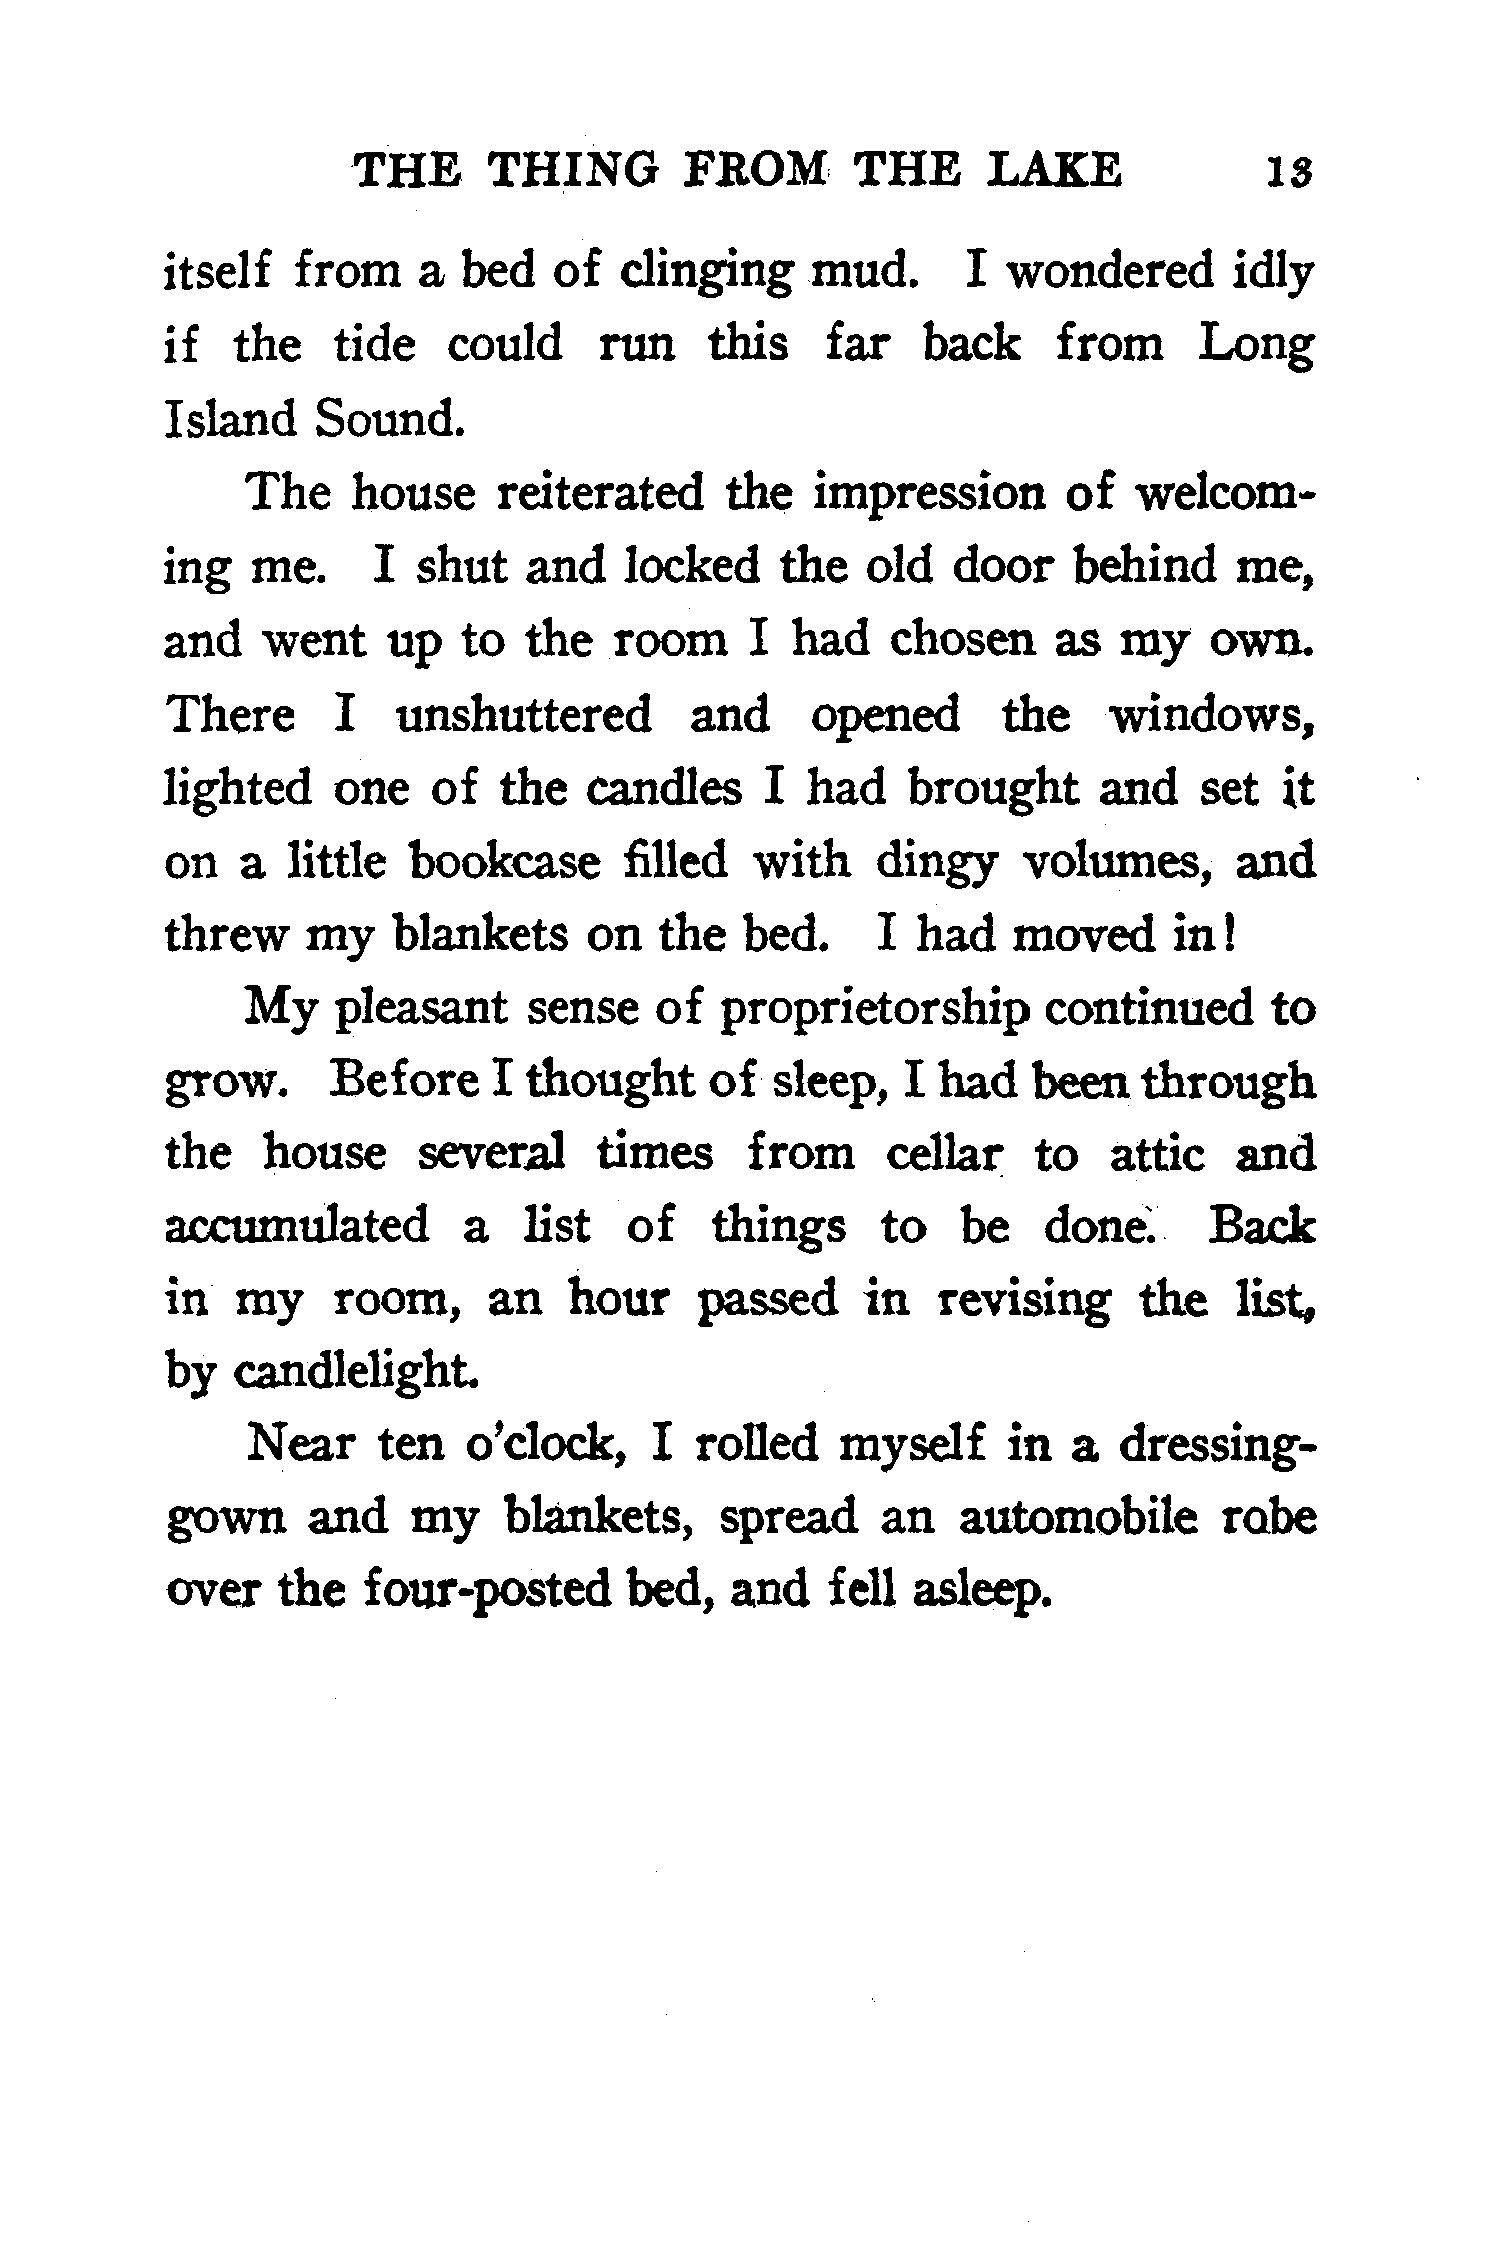 THE THING FROM THE LAKE 13
itself from a bed of clinging mud. I wondered idly
if the tide could run this far back from Long
Island Sound.
The house reiterated the impression of welcom-
ing me. I shut and locked the old door behind me,
and went up to the room I had chosen as my own.
There I unshuttered and opened the windows,
lighted one of the candles I had brought and set it
on a little bookcase filled with dingy volumes, and
threw my blankets on the bed. I had moved in!
My pleasant sense of proprietorship continued to
grow. Before I thought of sleep, I had been through
the house several times from cellar to attic and
accumulated a list of things to be done. Back
in my room, an hour passed in revising the list,
by candlelight.
Near ten o'clock, I rolled myself in a dressing-
gown and my blankets, spread an automobile robe
over the four-posted bed, and fell asleep.